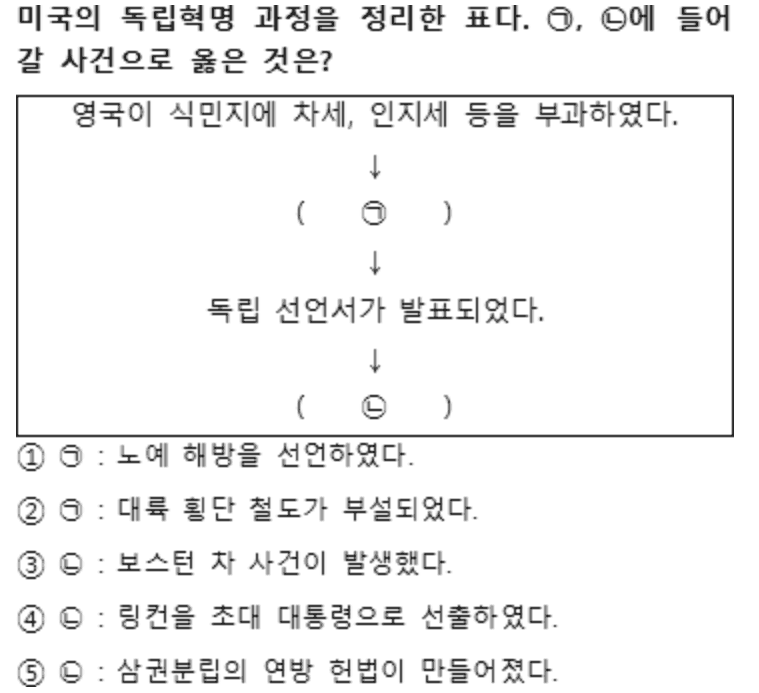 미국의 독립혁명 과정을 정리한 표다. ㉠, ㉡에 들어
갈 사건으로 옳은 것은?
영국이 식민지에 차세, 인지세 등을 부과하였다.
↓
( ㉠ )
↓
독립 선언서가 발표되었다.
↓
( ㉡ )
① ㉠ : 노예 해방을 선언하였다.
② ㉠ : 대륙 횡단 철도가 부설되었다.
③ ㉡ : 보스턴 차 사건이 발생했다.
④ ㉡ : 링컨을 초대 대통령으로 선출하였다.
⑤ ㉡ : 삼권분립의 연방 헌법이 만들어졌다.